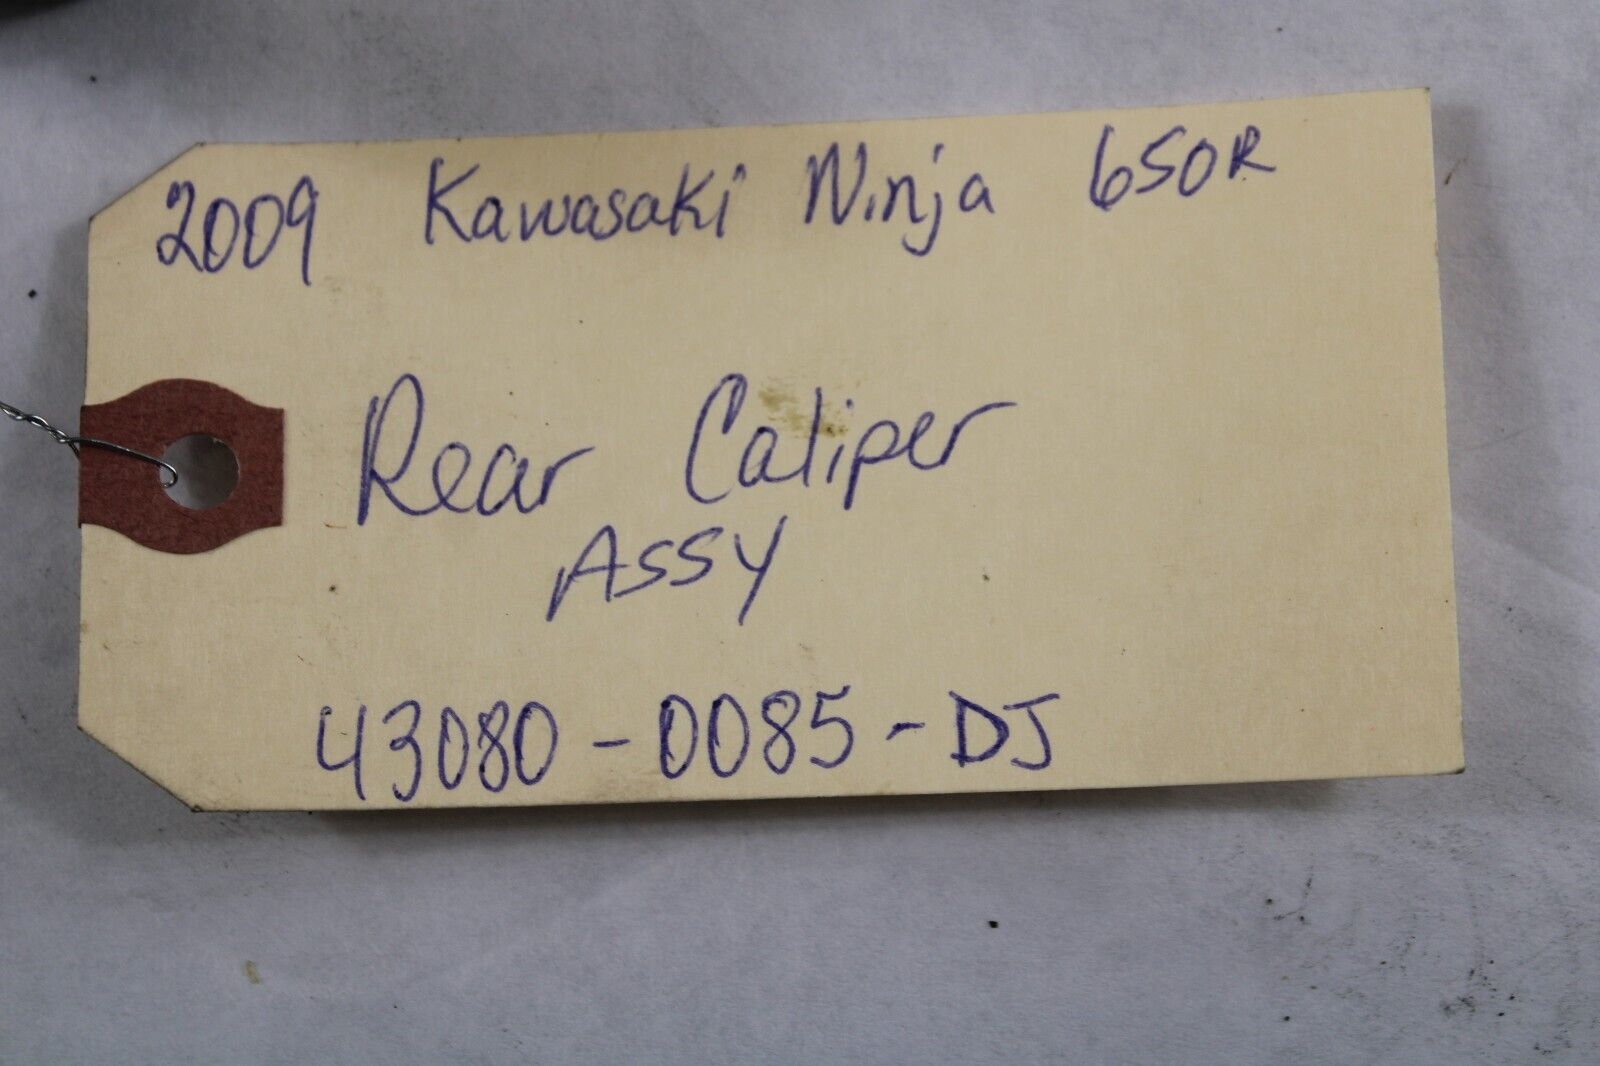 2009 Kawasaki Ninja 650R
Rear Caliper
ASSY
43080-0085-DJ